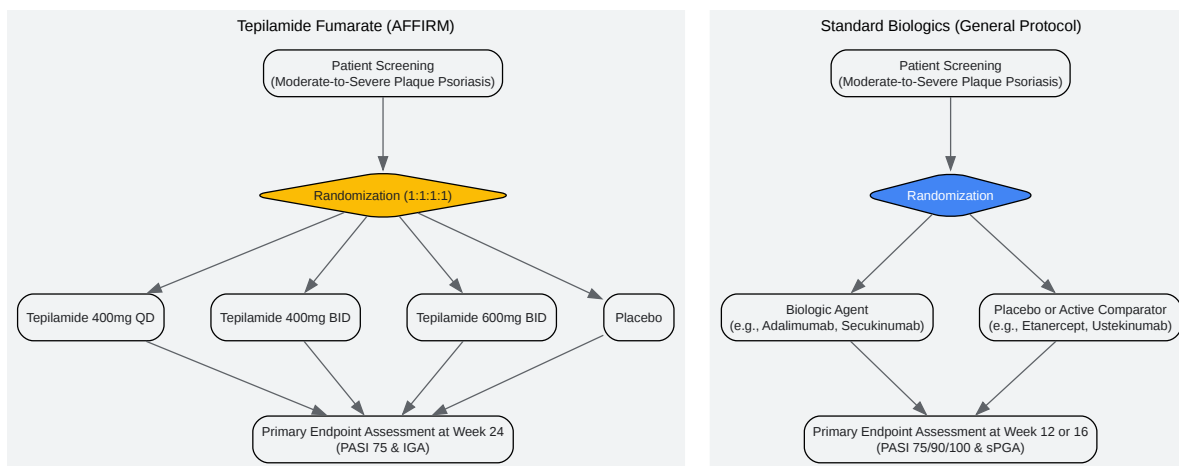 Tepilamide Fumarate (AFFIRM)
Patient Screening
(Moderate-to-Severe Plaque Psoriasis)
Randomization (1:1:1:1)
Tepilamide 400mg QD
Tepilamide 400mg BID
Tepilamide 600mg BID
Placebo
Primary Endpoint Assessment at Week 24
(PASI 75 & IGA)
Standard Biologics (General Protocol)
Patient Screening
(Moderate-to-Severe Plaque Psoriasis)
Randomization
Biologic Agent
(e.g., Adalimumab, Secukinumab)
Placebo or Active Comparator
(e.g., Etanercept, Ustekinumab)
Primary Endpoint Assessment at Week 12 or 16
(PASI 75/90/100 & sPGA)